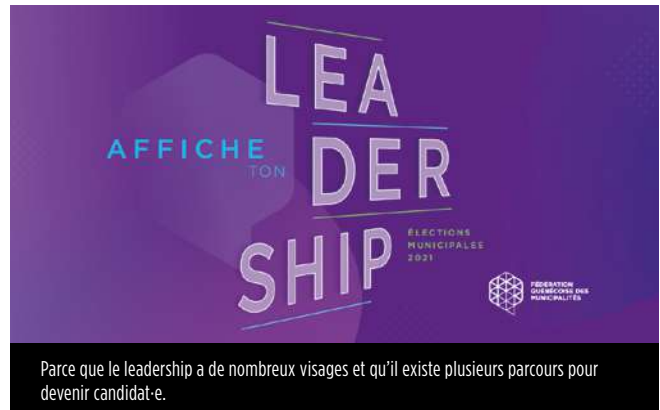 LEA
AFFICHE
TON
DER
SHIP
ÉLECTIONS
MUNICIPALES
2021
FÉDÉRATION
QUÉBÉCOISE DES
MUNICIPALITÉS
Parce que le leadership a de nombreux visages et qu'il existe plusieurs parcours pour
devenir candidat·e.